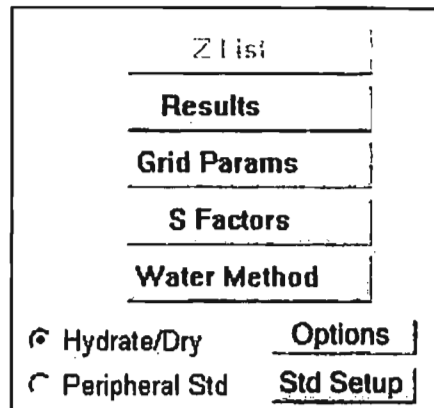 Z List
Results
Grid Params
S Factors
Water Method
Hydrate/Dry Options
Peripheral Std Std Setup